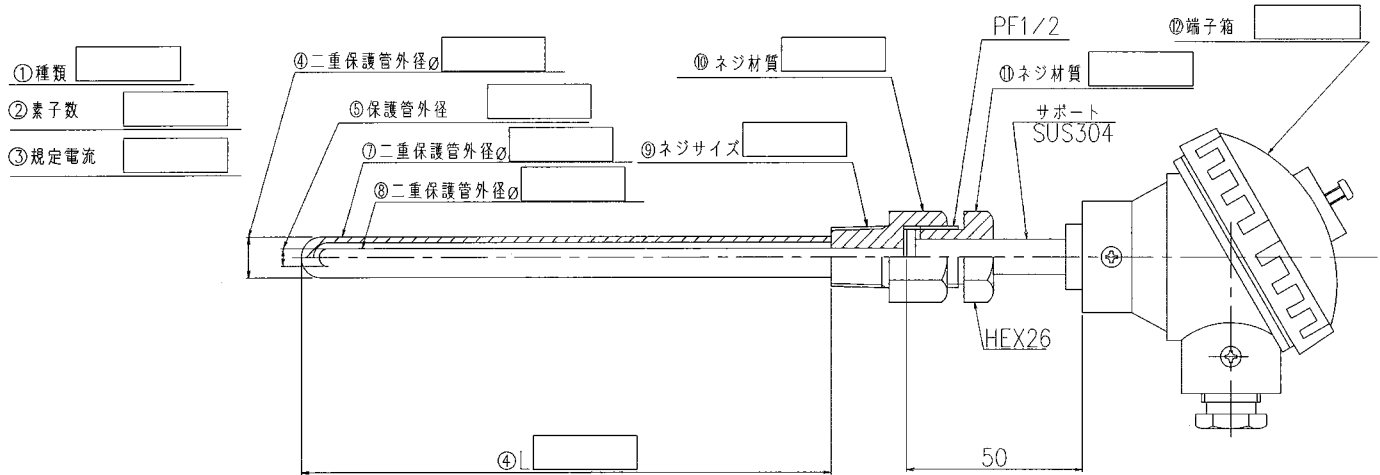 ①種類
②素子数
③規定電流
④二重保護管外径Ø
⑤保護管外径
⑦二重保護管外径Ø
⑧二重保護管外径Ø
⑨ネジサイズ
⑩ネジ材質
PF1/2
⑪ネジ材質
サポート
SUS304
⑫端子箱
HEX26
④L
50